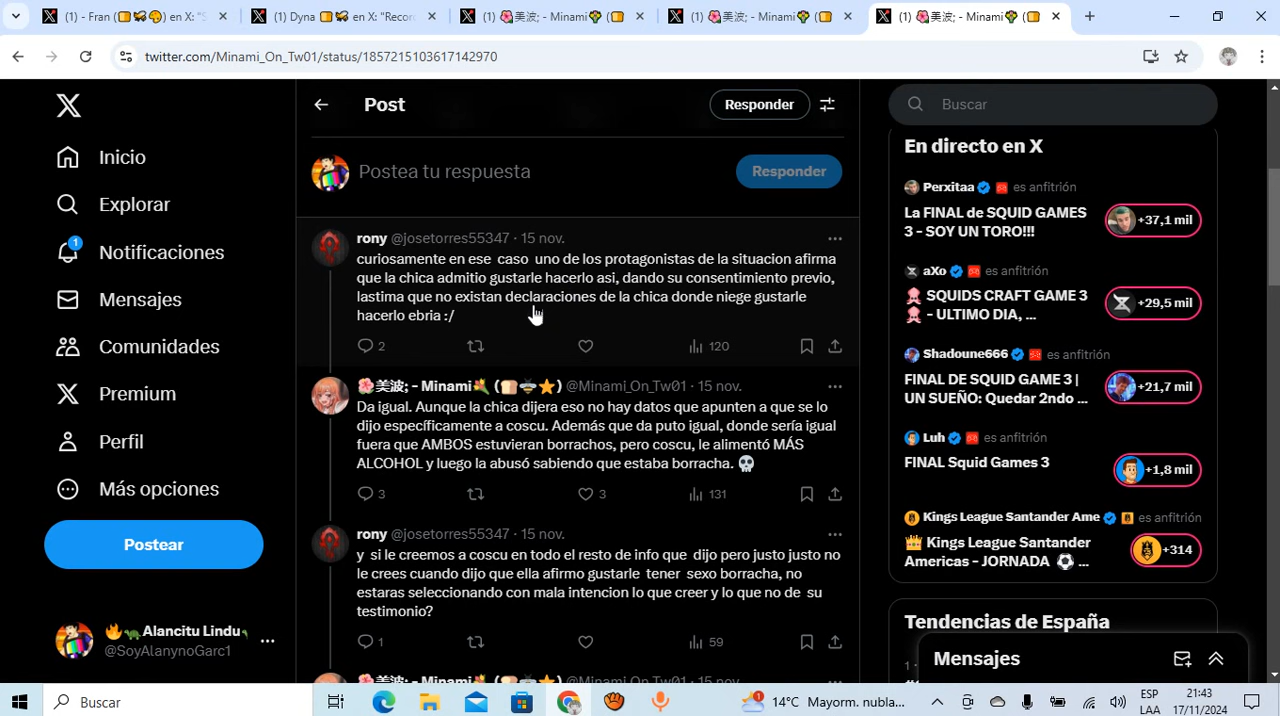 (1) - Fran (🍞🐝🧑‍🦰) en X: "S
(1) Dyna 🍞🐝 en X: "Recor
(1) 🌸美波; - Minami🌻 (🍞
(1) 🌸美波; - Minami🌻 (🍞
(1) 🌸美波; - Minami🌻 (🍞
twitter.com/Minami_On_Tw01/status/1857215103617142970
Inicio
Explorar
1
Notificaciones
Mensajes
Comunidades
Premium
Perfil
Más opciones
Postear
🔥🐢Alancitu Lindu
@SoyAlanynoGarc1
Post
Responder
Postea tu respuesta
Responder
rony @josetorres55347 · 15 nov.
curiosamente en ese caso uno de los protagonistas de la situacion afirma
que la chica admitio gustarle hacerlo asi, dando su consentimiento previo,
lastima que no existan declaraciones de la chica donde niege gustarle
hacerlo ebria :/
2
120
🌸美波; - Minami💐 (🍞🐝⭐) @Minami_On_Tw01 · 15 nov.
Da igual. Aunque la chica dijera eso no hay datos que apunten a que se lo
dijo específicamente a coscu. Además que da puto igual, donde sería igual
fuera que AMBOS estuvieran borrachos, pero coscu, le alimentó MÁS
ALCOHOL y luego la abusó sabiendo que estaba borracha. 💀
3
3
131
rony @josetorres55347 · 15 nov.
y si le creemos a coscu en todo el resto de info que dijo pero justo justo no
le crees cuando dijo que ella afirmo gustarle tener sexo borracha, no
estaras seleccionando con mala intencion lo que creer y lo que no de su
testimonio?
1
59
🌸美波; - Minami💐 (🍞🐝⭐) @Minami_On_Tw01 · 15 nov.
Buscar
En directo en X
Perxitaa es anfitrión
La FINAL de SQUID GAMES
3 - SOY UN TORO!!!
+37,1 mil
aXo es anfitrión
🦑 SQUIDS CRAFT GAME 3
🦑 - ULTIMO DIA, ...
+29,5 mil
Shadoune666 es anfitrión
FINAL DE SQUID GAME 3 |
UN SUEÑO: Quedar 2ndo ...
+21,7 mil
Luh es anfitrión
FINAL Squid Games 3
+1,8 mil
Kings League Santander Ame es anfitrión
👑 Kings League Santander
Americas - JORNADA ⚽ ...
+314
Tendencias de España
1
Mensajes
Buscar
14°C Mayorm. nubla...
ESP
LAA
21:43
17/11/2024